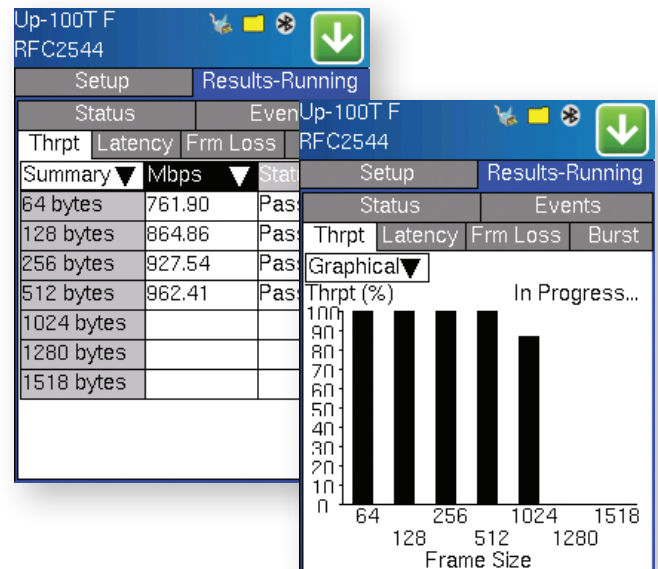 Up-100T F
RFC2544
Setup Results-Running
Status Even
Thrpt Latency Frm Loss
Summary Mbps Stat
64 bytes 761.90 Pass
128 bytes 864.86 Pass
256 bytes 927.54 Pass
512 bytes 962.41 Pass
1024 bytes
1280 bytes
1518 bytes
Up-100T F
RFC2544
Setup Results-Running
Status Events
Thrpt Latency Frm Loss Burst
Graphical
Thrpt (%) In Progress...
100
90
80
70
60
50
40
30
20
10
0
64 256 1024 1518
128 512 1280
Frame Size